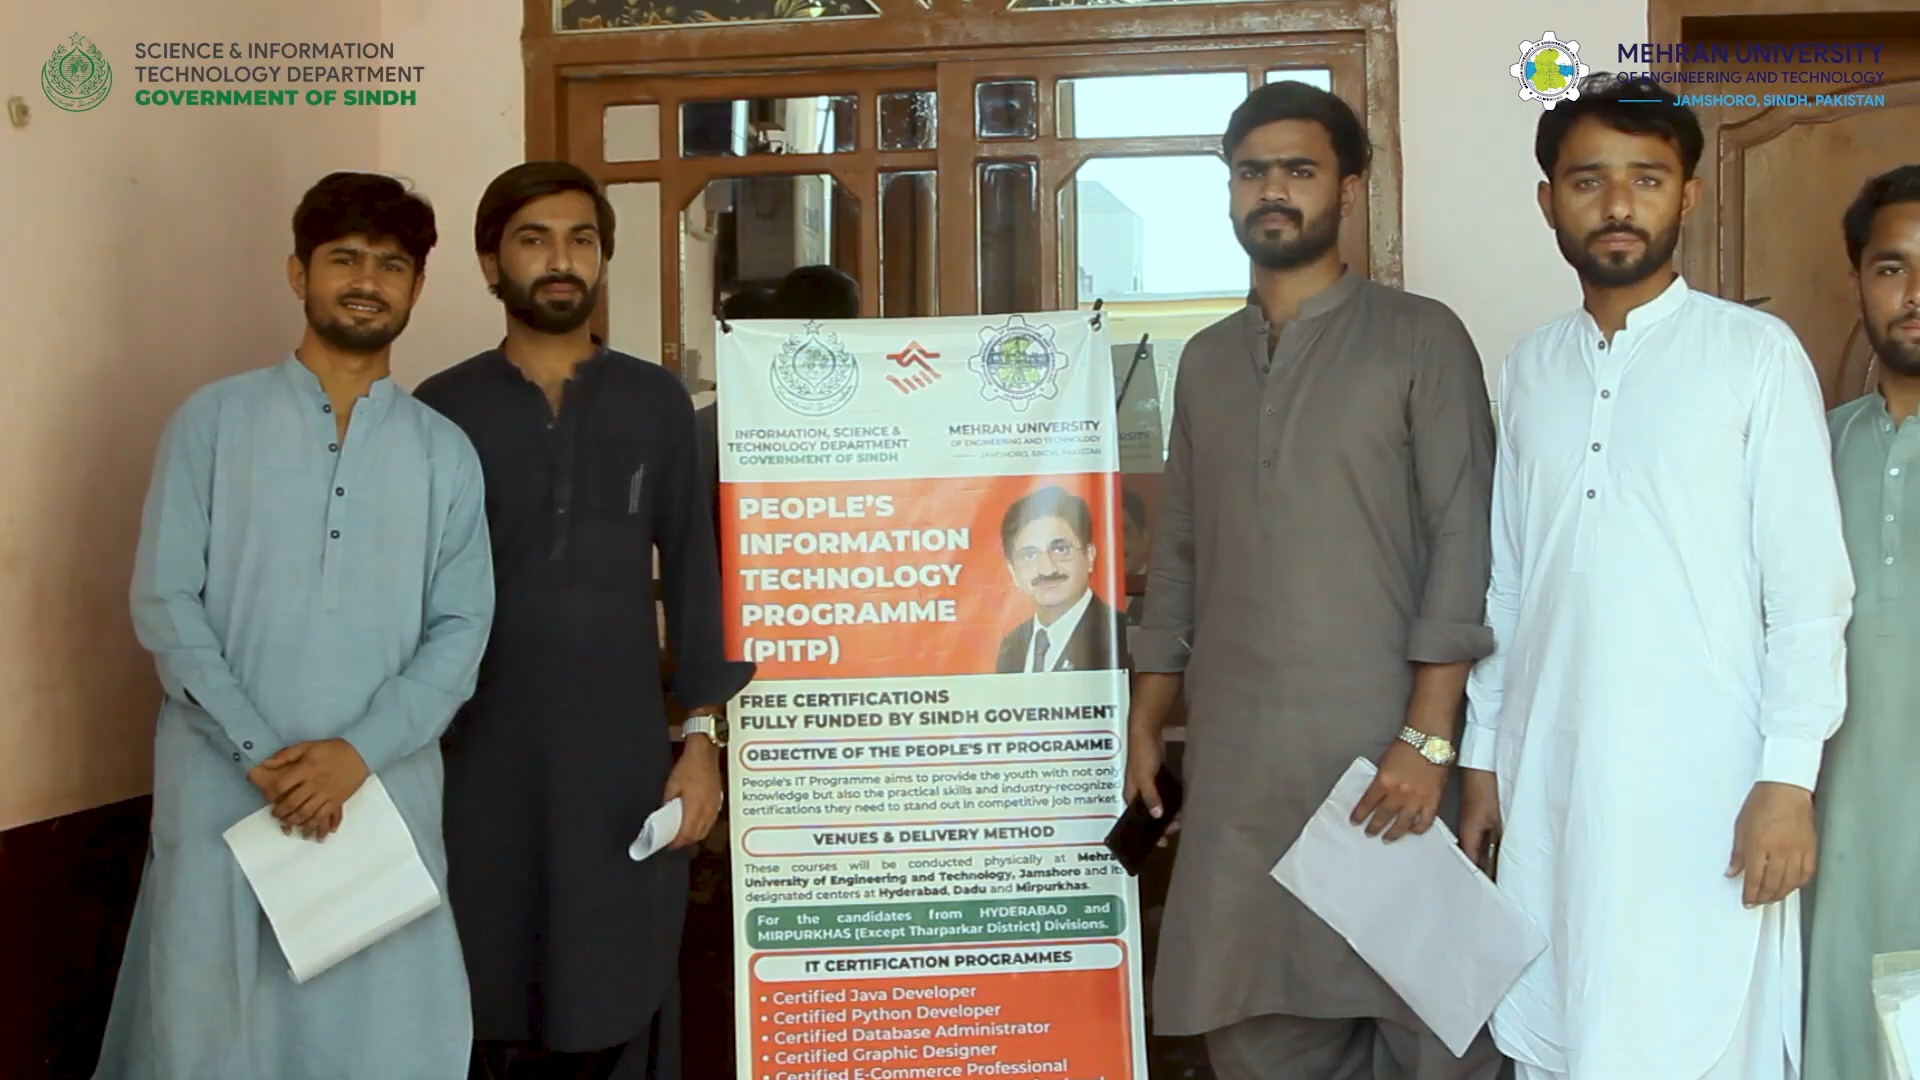 SCIENCE & INFORMATION
TECHNOLOGY DEPARTMENT
GOVERNMENT OF SINDH
MEHRAN UNIVERSITY
OF ENGINEERING AND TECHNOLOGY
JAMSHORO, SINDH, PAKISTAN
INFORMATION, SCIENCE &
TECHNOLOGY DEPARTMENT
GOVERNMENT OF SINDH
MEHRAN UNIVERSITY
OF ENGINEERING AND TECHNOLOGY
JAMSHORO, SINDH, PAKISTAN
PEOPLE'S
INFORMATION
TECHNOLOGY
PROGRAMME
(PITP)
FREE CERTIFICATIONS
FULLY FUNDED BY SINDH GOVERNMENT
OBJECTIVE OF THE PEOPLE'S IT PROGRAMME
People's IT Programme aims to provide the youth with not only
knowledge but also the practical skills and industry-recognized
certifications they need to stand out in competitive job market.
VENUES & DELIVERY METHOD
These courses will be conducted physically at Mehra
University of Engineering and Technology, Jamshoro and its
designated centers at Hyderabad, Dadu and Mirpurkhas.
For the candidates from HYDERABAD and
MIRPURKHAS (Except Tharparkar District) Divisions.
IT CERTIFICATION PROGRAMMES
• Certified Java Developer
• Certified Python Developer
• Certified Database Administrator
• Certified Graphic Designer
• Certified E-Commerce Professional